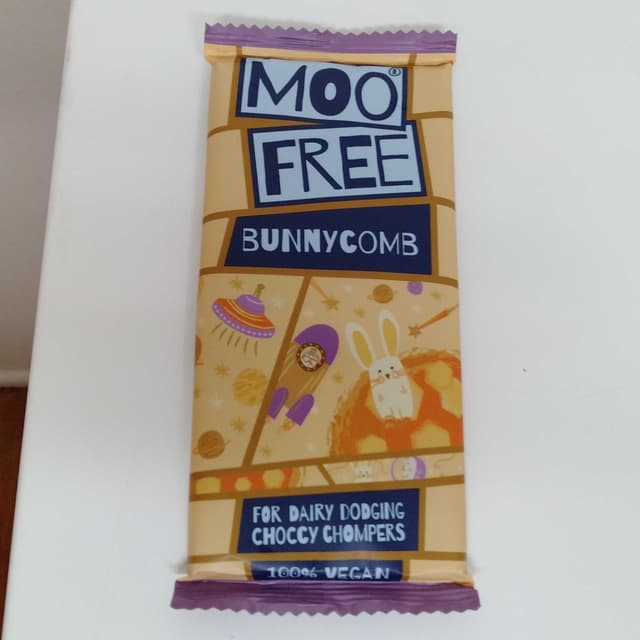 MOO®
FREE
BUNNYCOMB
FOR DAIRY DODGING
CHOCCY CHOMPERS
100% VEGAN